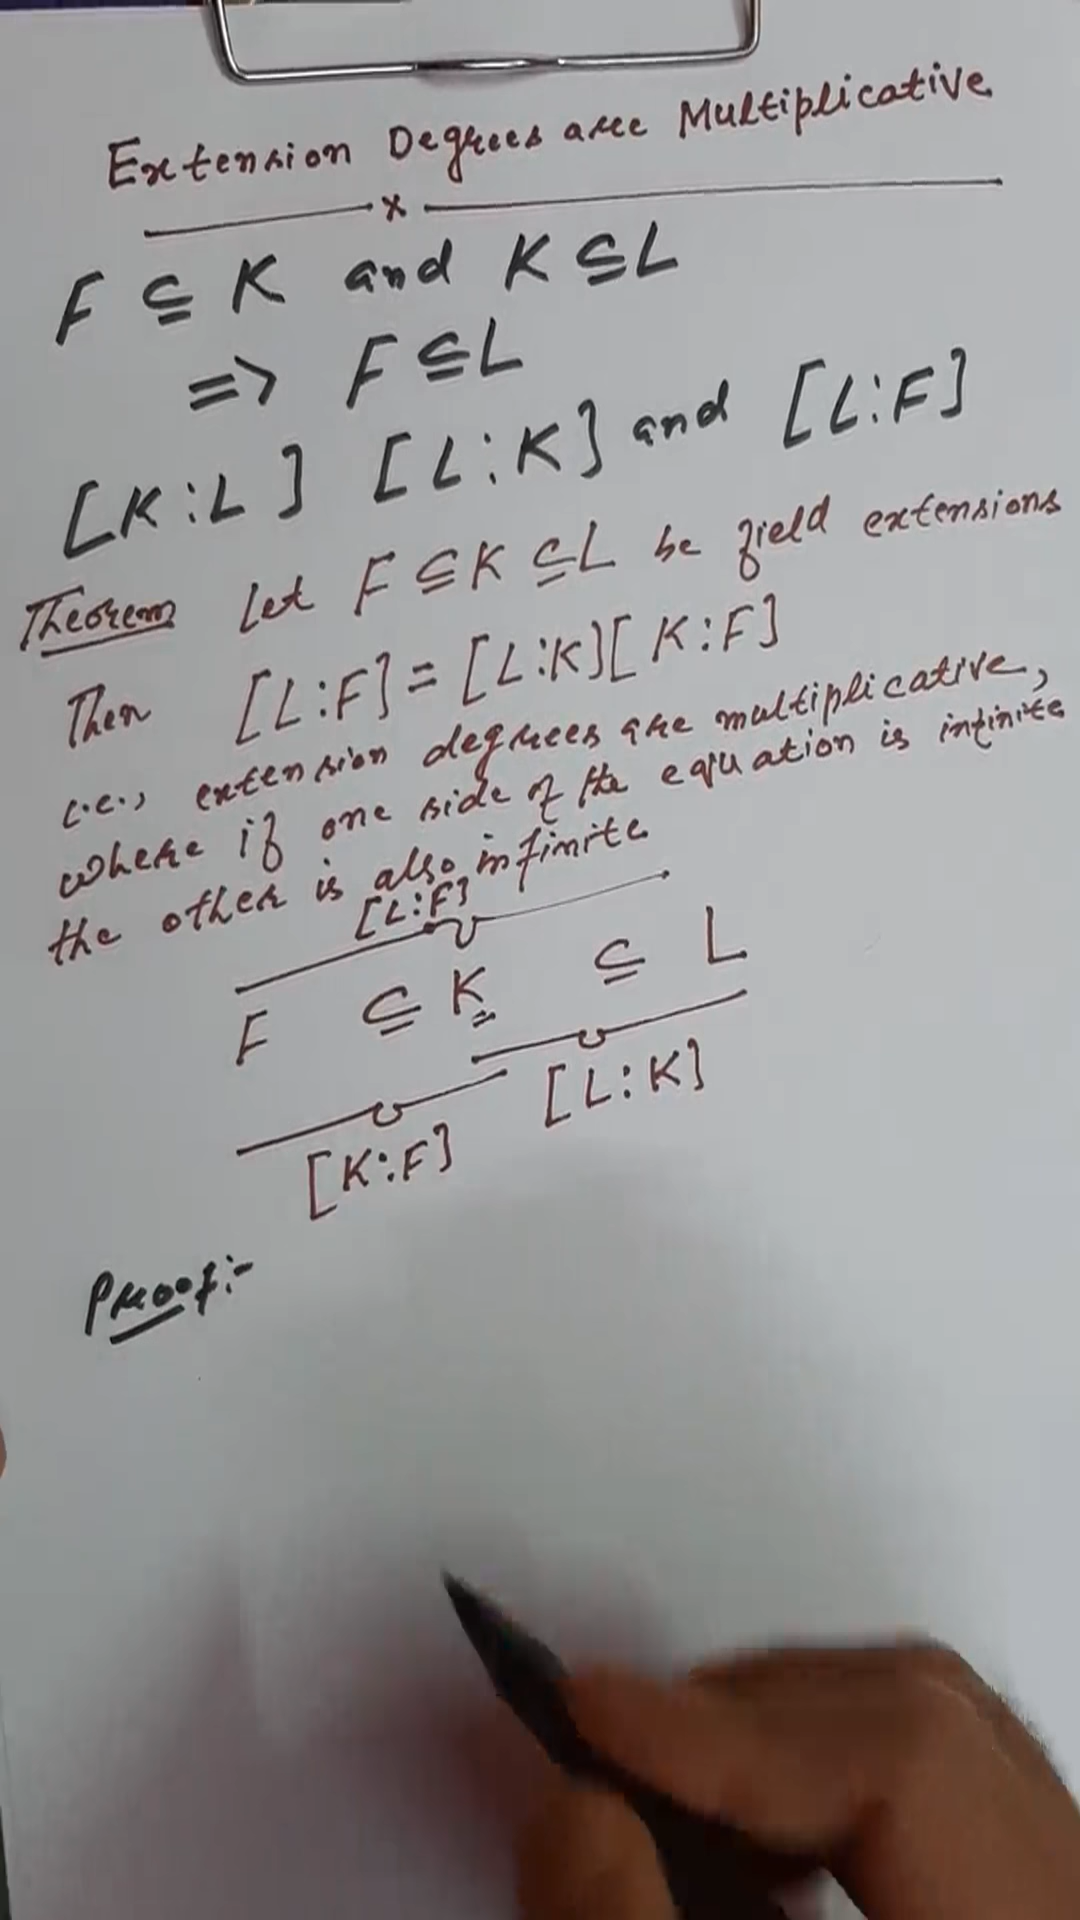 Extension Degrees are Multiplicative
x
F ⊆ K and K ⊆ L
=> F ⊆ L
[K:L] [L:K] and [L:F]
Theorem Let F ⊆ K ⊆ L be field extensions
Then [L:F] = [L:K][K:F]
i.e., extension degrees are multiplicative,
where if one side of the equation is infinite
the other is also infinite
[L:F]
F ⊆ K ⊆ L
[L:K]
[K:F]
Proof:-